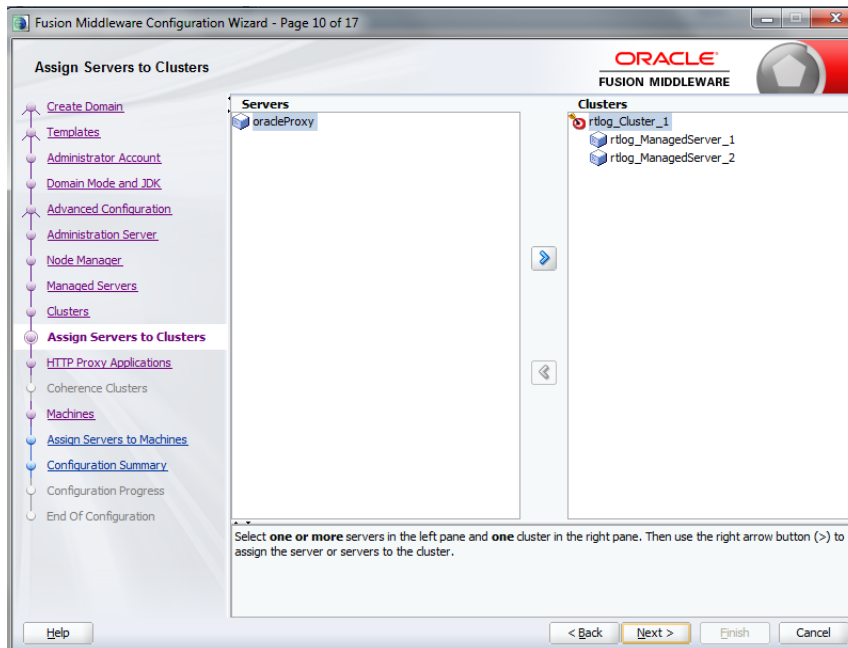 Fusion Middleware Configuration Wizard - Page 10 of 17
Assign Servers to Clusters
ORACLE
FUSION MIDDLEWARE
Create Domain
Templates
Administrator Account
Domain Mode and JDK
Advanced Configuration
Administration Server
Node Manager
Managed Servers
Clusters
Assign Servers to Clusters
HTTP Proxy Applications
Coherence Clusters
Machines
Assign Servers to Machines
Configuration Summary
Configuration Progress
End Of Configuration
Servers
oracleProxy
Clusters
rtlog_Cluster_1
rtlog_ManagedServer_1
rtlog_ManagedServer_2
Select one or more servers in the left pane and one cluster in the right pane. Then use the right arrow button (>) to
assign the server or servers to the cluster.
Help
< Back
Next >
Finish
Cancel